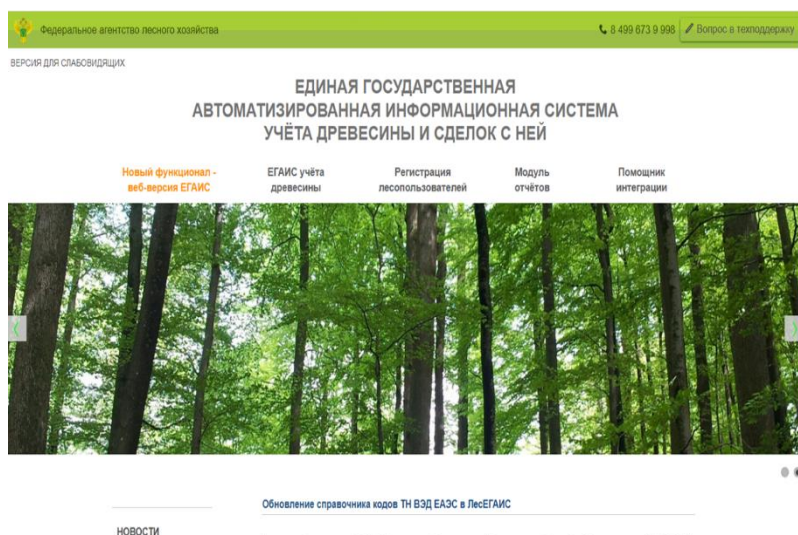 Федеральное агентство лесного хозяйства
8 499 673 9 998 Вопрос в техподдержку
ВЕРСИЯ ДЛЯ СЛАБОВИДЯЩИХ
ЕДИНАЯ ГОСУДАРСТВЕННАЯ
АВТОМАТИЗИРОВАННАЯ ИНФОРМАЦИОННАЯ СИСТЕМА
УЧЁТА ДРЕВЕСИНЫ И СДЕЛОК С НЕЙ
Новый функционал -
веб-версия ЕГАИС
ЕГАИС учёта
древесины
Регистрация
лесопользователей
Модуль
отчётов
Помощник
интеграции
Обновление справочника кодов ТН ВЭД ЕАЭС в ЛесЕГАИС
НОВОСТИ